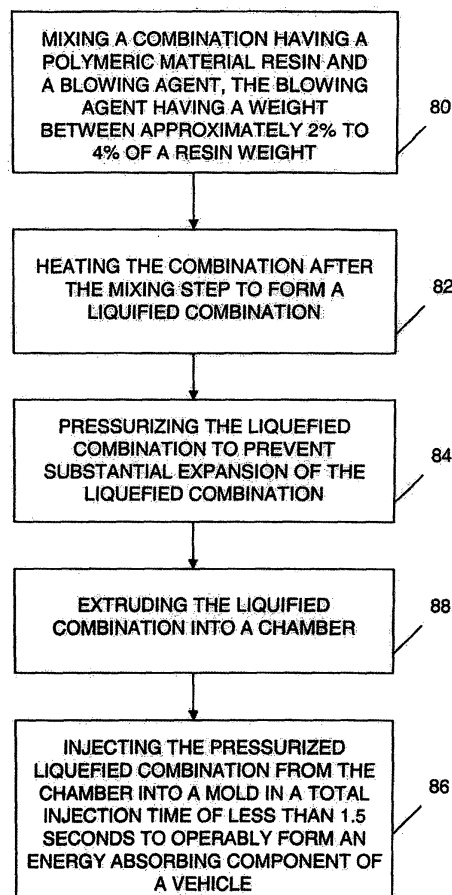 MIXING A COMBINATION HAVING A
POLYMERIC MATERIAL RESIN AND
A BLOWING AGENT, THE BLOWING
AGENT HAVING A WEIGHT
BETWEEN APPROXIMATELY 2% TO
4% OF A RESIN WEIGHT
80
HEATING THE COMBINATION AFTER
THE MIXING STEP TO FORM A
LIQUIFIED COMBINATION
82
PRESSURIZING THE LIQUEFIED
COMBINATION TO PREVENT
SUBSTANTIAL EXPANSION OF THE
LIQUEFIED COMBINATION
84
EXTRUDING THE LIQUIFIED
COMBINATION INTO A CHAMBER
88
INJECTING THE PRESSURIZED
LIQUEFIED COMBINATION FROM THE
CHAMBER INTO A MOLD IN A TOTAL
INJECTION TIME OF LESS THAN 1.5
SECONDS TO OPERABLY FORM AN
ENERGY ABSORBING COMPONENT OF
A VEHICLE
86